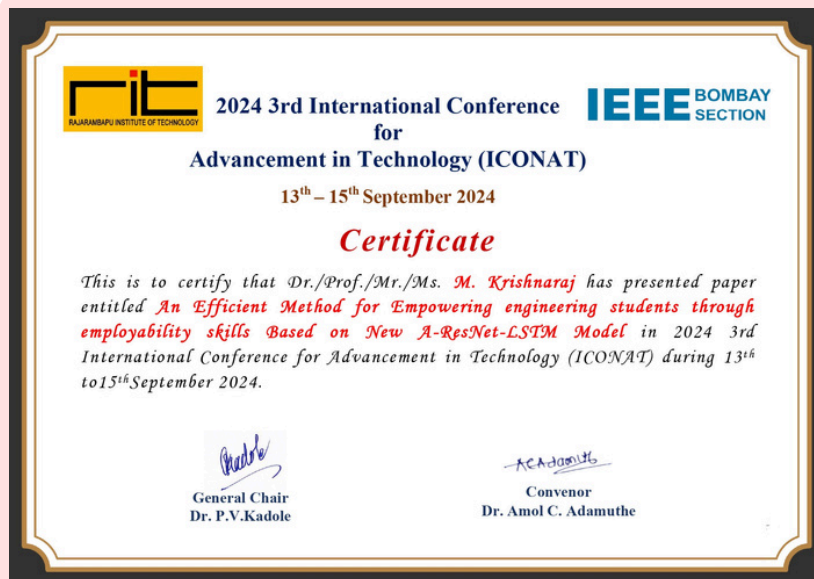 rit
RAJARAMBAPU INSTITUTE OF TECHNOLOGY
IEEE BOMBAY SECTION
2024 3rd International Conference
for
Advancement in Technology (ICONAT)
13th – 15th September 2024
Certificate
This is to certify that Dr./Prof./Mr./Ms. M. Krishnaraj has presented paper
entitled An Efficient Method for Empowering engineering students through
employability skills Based on New A-ResNet-LSTM Model in 2024 3rd
International Conference for Advancement in Technology (ICONAT) during 13th
to15thSeptember 2024.
Kadole
ACAdamuthe
General Chair
Dr. P.V.Kadole
Convenor
Dr. Amol C. Adamuthe